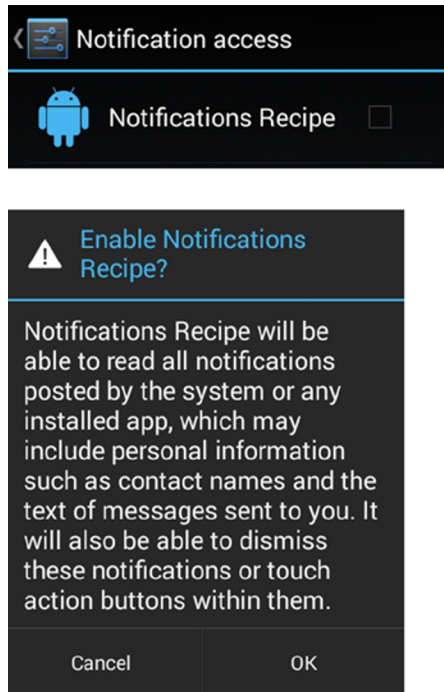 Notification access
Notifications Recipe
Enable Notifications
Recipe?
Notifications Recipe will be
able to read all notifications
posted by the system or any
installed app, which may
include personal information
such as contact names and the
text of messages sent to you. It
will also be able to dismiss
these notifications or touch
action buttons within them.
Cancel OK